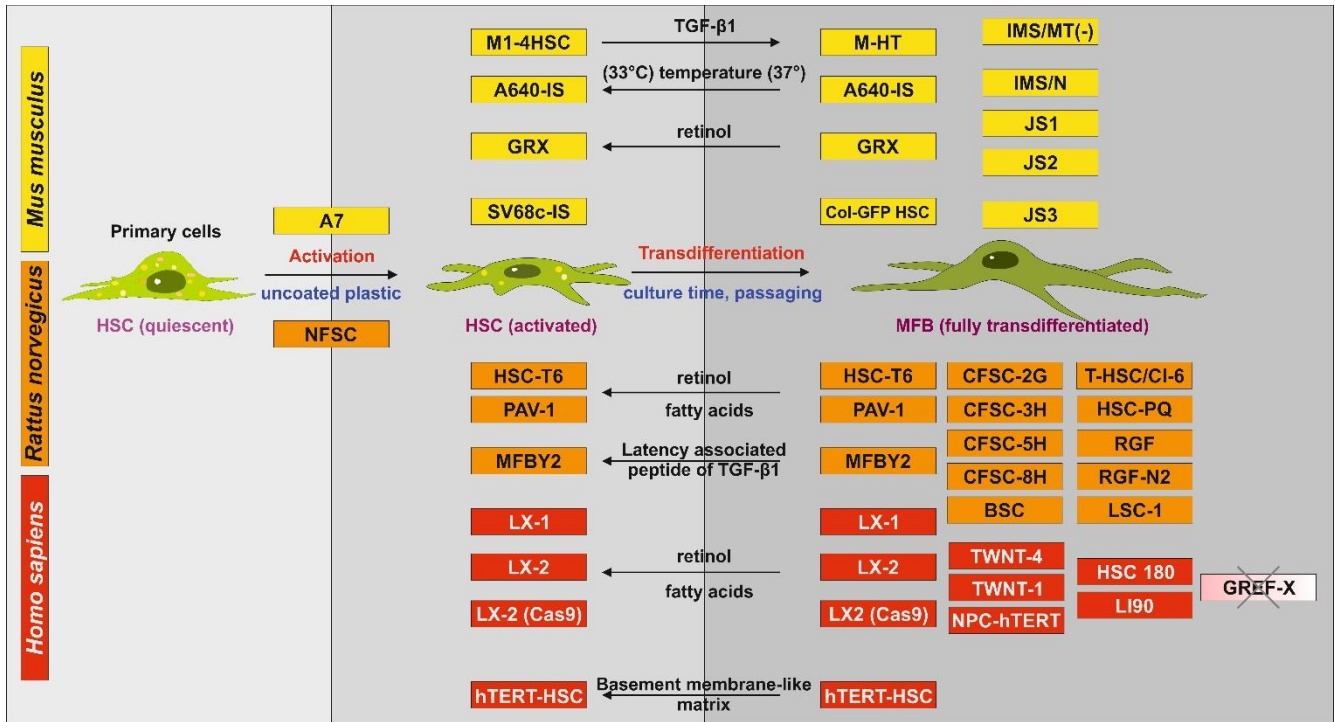 Mus musculus
Rattus norvegicus
Homo sapiens
M1-4HSC
TGF-β1
M-HT
IMS/MT(-)
A640-IS
(33°C) temperature (37°)
A640-IS
IMS/N
GRX
retinol
GRX
JS1
JS2
SV68c-IS
Col-GFP HSC
JS3
Primary cells
A7
Activation
uncoated plastic
Transdifferentiation
culture time, passaging
HSC (quiescent)
NFSC
HSC (activated)
MFB (fully transdifferentiated)
HSC-T6
PAV-1
retinol
fatty acids
HSC-T6
PAV-1
MFBY2
Latency associated
peptide of TGF-β1
MFBY2
CFSC-2G
CFSC-3H
CFSC-5H
CFSC-8H
BSC
T-HSC/Cl-6
HSC-PQ
RGF
RGF-N2
LSC-1
LX-1
LX-2
LX-2 (Cas9)
retinol
fatty acids
LX-1
LX-2
LX2 (Cas9)
TWNT-4
TWNT-1
NPC-hTERT
HSC 180
LI90
GREF-X
hTERT-HSC
Basement membrane-like
matrix
hTERT-HSC